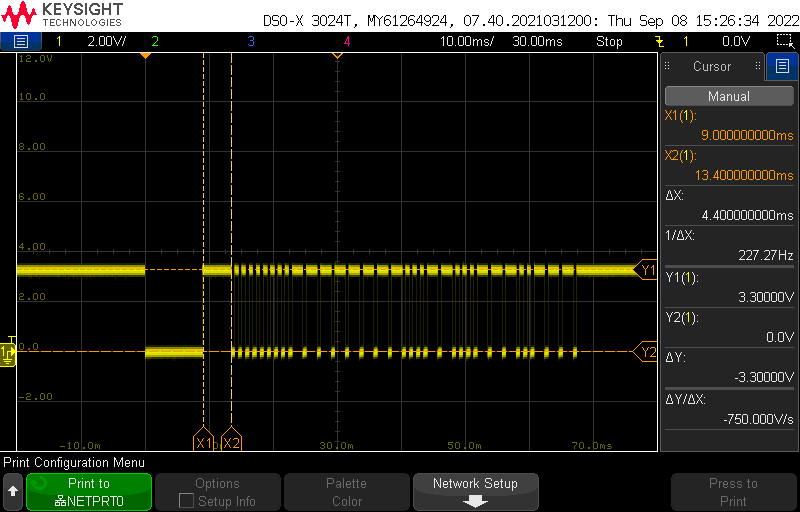 KEYSIGHT
TECHNOLOGIES
DSO-X 3024T, MY61264924, 07.40.2021031200: Thu Sep 08 15:26:34 2022
1 2.00V/ 2 3 4 10.00ms/ 30.00ms Stop 1 0.0V
12.0V
10.0
8.00
6.00
4.00
2.00
0.0
-2.00
Y1
Y2
T
1
X1
X2
-10.0m 30.0m 50.0m 70.0ms
Cursor
Manual
X1(1):
9.000000000ms
X2(1):
13.400000000ms
ΔX:
4.400000000ms
1/ΔX:
227.27Hz
Y1(1):
3.30000V
Y2(1):
0.0V
ΔY:
-3.30000V
ΔY/ΔX:
-750.000V/s
Print Configuration Menu
Print to
NETPRT0
Options
Setup Info
Palette
Color
Network Setup
Press to
Print